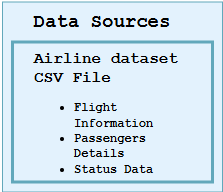 Data Sources
Airline dataset
CSV File
• Flight
Information
• Passengers
Details
• Status Data